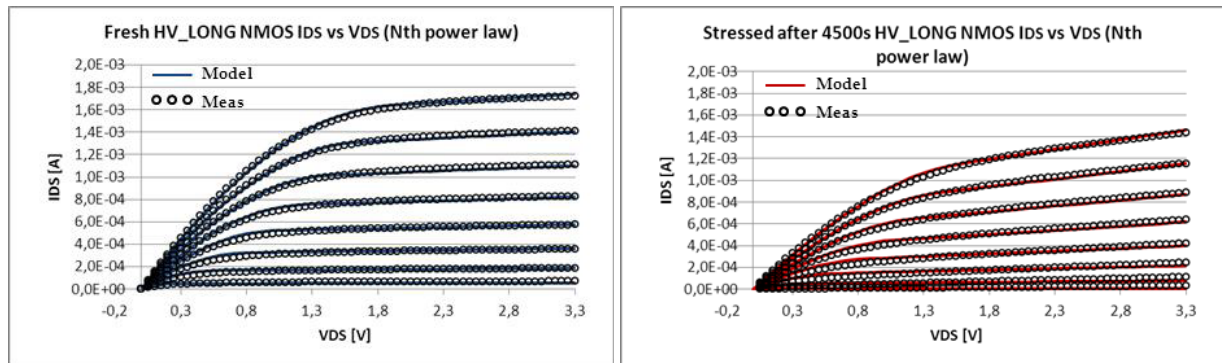 Fresh HV_LONG NMOS IDS vs VDS (Nth power law)
2,0E-03
1,8E-03
1,6E-03
1,4E-03
1,2E-03
1,0E-03
8,0E-04
6,0E-04
4,0E-04
2,0E-04
0,0E+00
IDS [A]
Model
Meas
-0,2 0,3 0,8 1,3 1,8 2,3 2,8 3,3
VDS [V]
Stressed after 4500s HV_LONG NMOS IDS vs VDS (Nth
power law)
2,0E-03
1,8E-03
1,6E-03
1,4E-03
1,2E-03
1,0E-03
8,0E-04
6,0E-04
4,0E-04
2,0E-04
0,0E+00
IDS [A]
Model
Meas
-0,2 0,3 0,8 1,3 1,8 2,3 2,8 3,3
VDS [V]